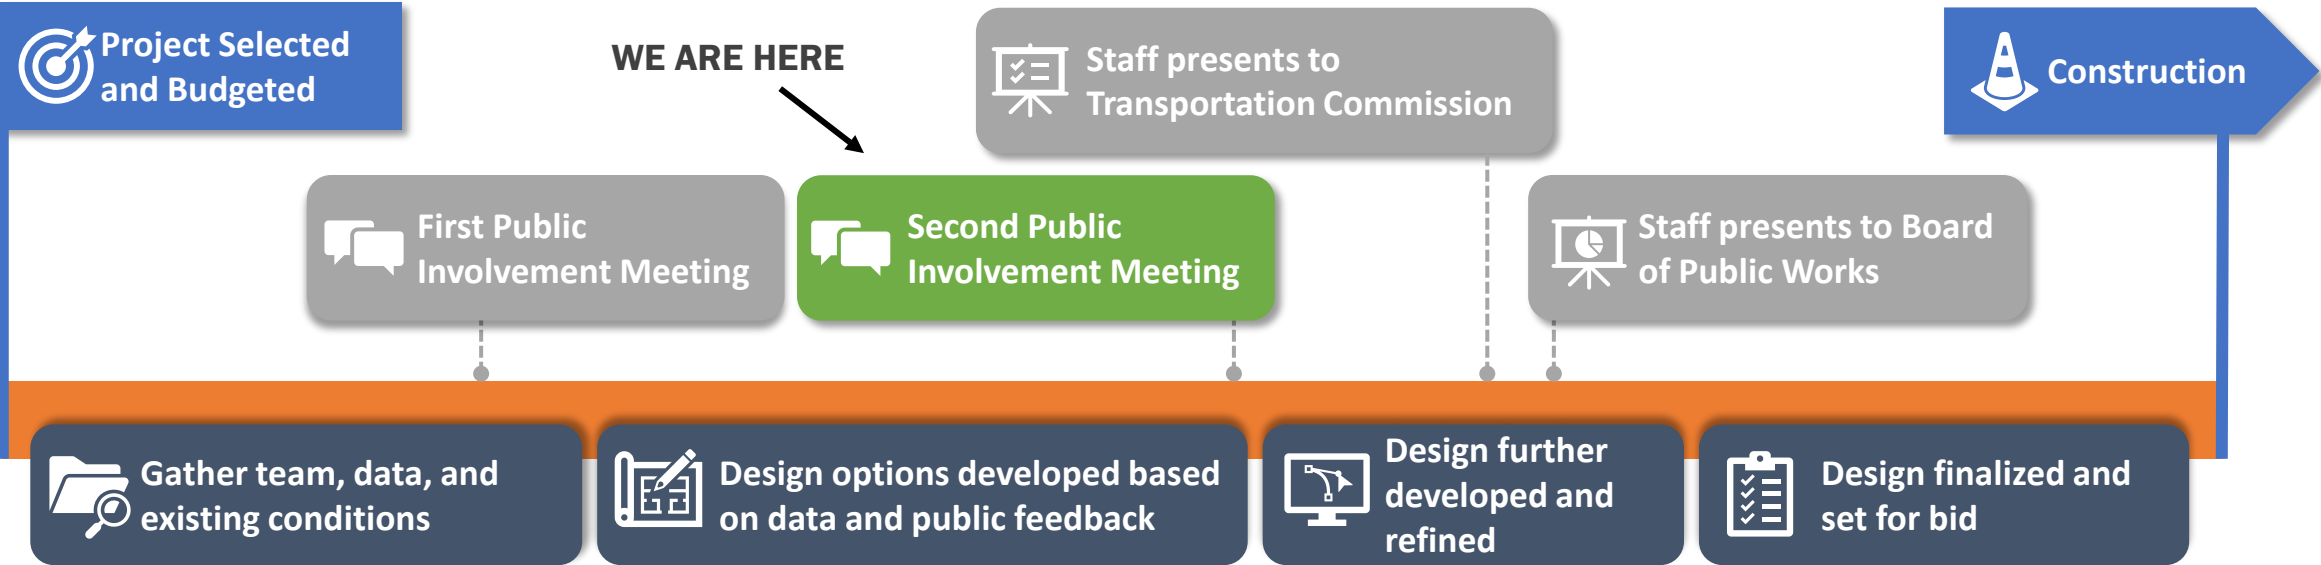 Project Selected
and Budgeted
WE ARE HERE
Staff presents to
Transportation Commission
Construction
First Public
Involvement Meeting
Second Public
Involvement Meeting
Staff presents to Board
of Public Works
Gather team, data, and
existing conditions
Design options developed based
on data and public feedback
Design further
developed and
refined
Design finalized and
set for bid